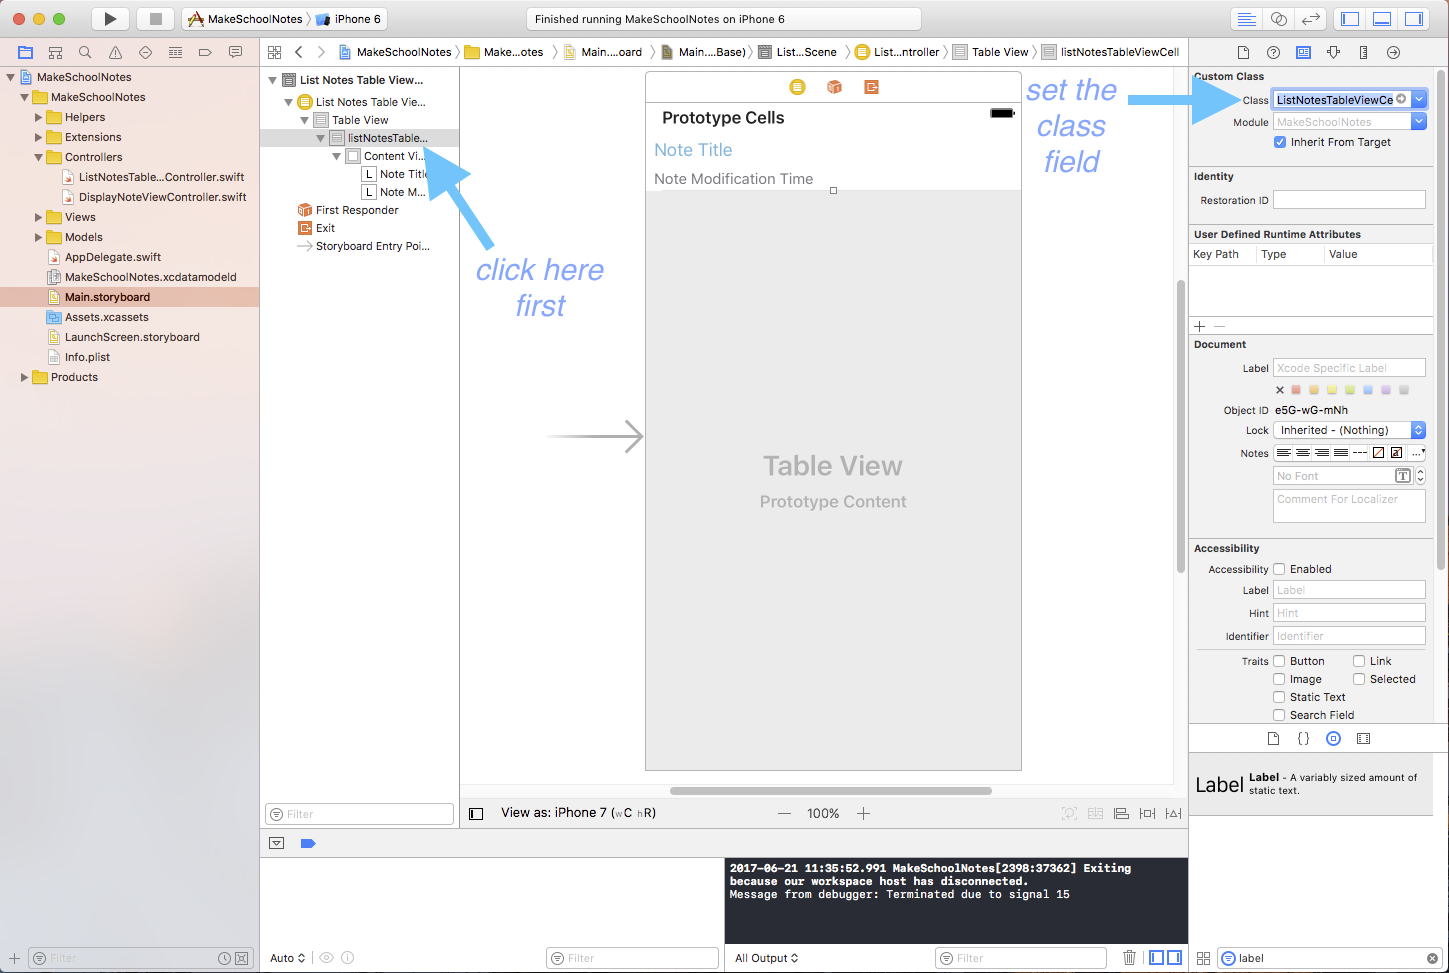 MakeSchoolNotes
iPhone 6
Finished running MakeSchoolNotes on iPhone 6
MakeSchoolNotes
Make...otes
Main....oard
Main....Base)
List...Scene
List...ntroller
Table View
listNotesTableViewCell
MakeSchoolNotes
MakeSchoolNotes
Helpers
Extensions
Controllers
ListNotesTable...Controller.swift
DisplayNoteViewController.swift
Views
Models
AppDelegate.swift
MakeSchoolNotes.xcdatamodeld
Main.storyboard
Assets.xcassets
LaunchScreen.storyboard
Info.plist
Products
Filter
List Notes Table View...
List Notes Table Vie...
Table View
listNotesTable...
Content Vi...
L Note Title
L Note M...
First Responder
Exit
Storyboard Entry Poi...
click here
first
Filter
Prototype Cells
Note Title
Note Modification Time
Table View
Prototype Content
set the
class
field
View as: iPhone 7 (wC hR)
100%
Custom Class
Class ListNotesTableViewCe
Module MakeSchoolNotes
Inherit From Target
Identity
Restoration ID
User Defined Runtime Attributes
Key Path Type Value
Document
Label Xcode Specific Label
Object ID e5G-wG-mNh
Lock Inherited - (Nothing)
Notes
No Font
Comment For Localizer
Accessibility
Accessibility Enabled
Label Label
Hint Hint
Identifier Identifier
Traits Button Link
Image Selected
Static Text
Search Field
Label Label - A variably sized amount of
static text.
2017-06-21 11:35:52.991 MakeSchoolNotes[2398:37362] Exiting
because our workspace host has disconnected.
Message from debugger: Terminated due to signal 15
Auto
Filter
All Output
Filter
label